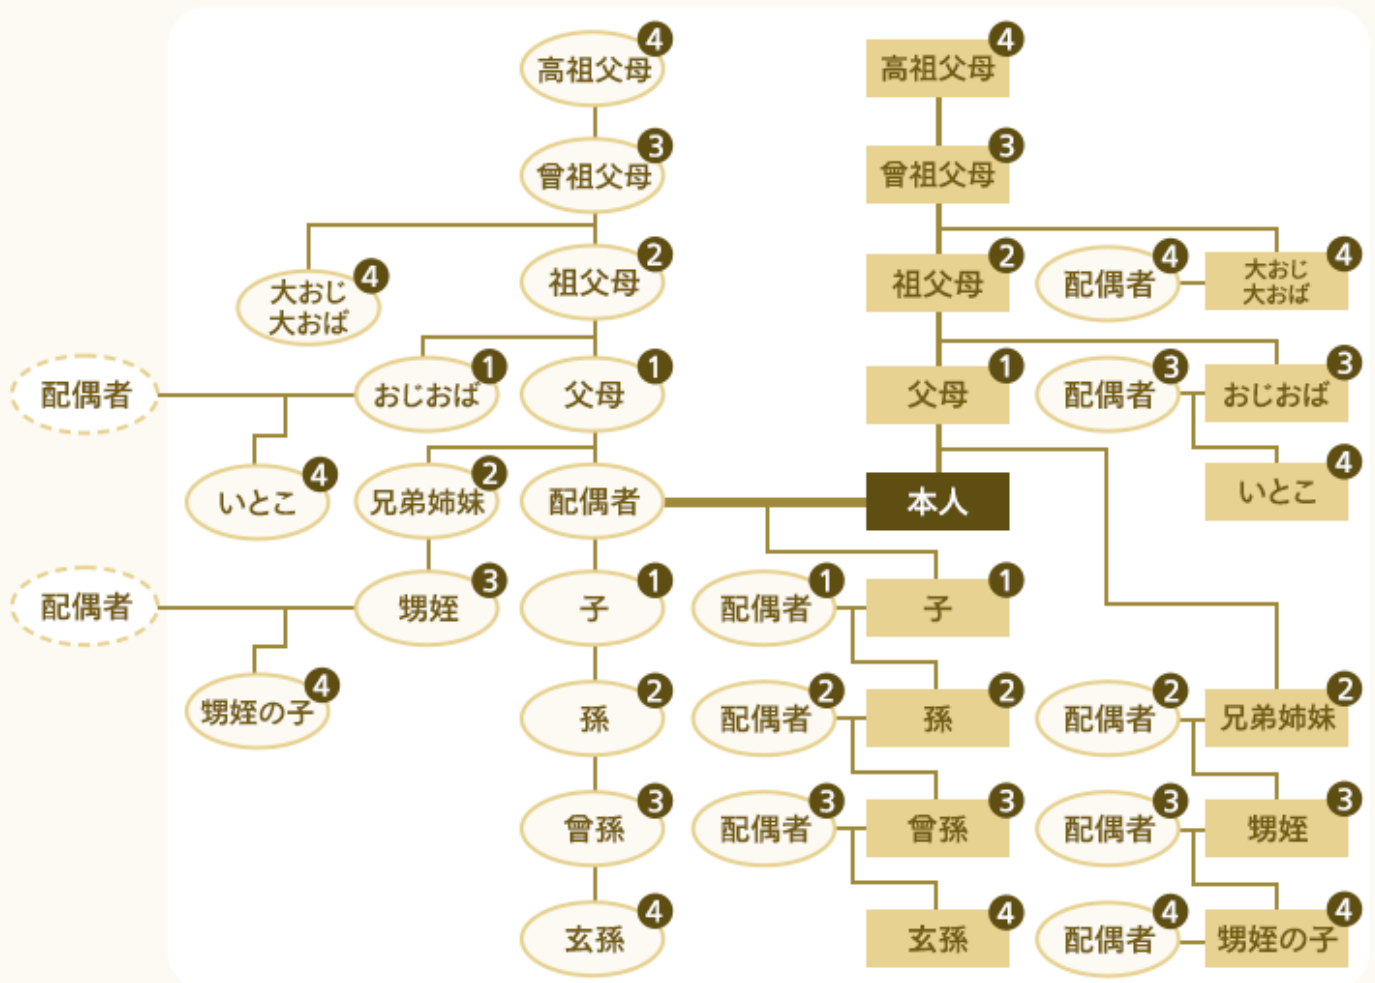 高祖父母 4
高祖父母 4
曾祖父母 3
曾祖父母 3
祖父母 2
祖父母 2
配偶者 4
大おじ
大おば 4
大おじ
大おば 4
配偶者
おじおば 1
父母 1
父母 1
配偶者 3
おじおば 3
いとこ 4
兄弟姉妹 2
配偶者
本人
いとこ 4
配偶者
甥姪 3
子 1
配偶者 1
子 1
甥姪の子 4
孫 2
配偶者 2
孫 2
配偶者 2
兄弟姉妹 2
曾孫 3
配偶者 3
曾孫 3
配偶者 3
甥姪 3
玄孫 4
玄孫 4
配偶者 4
甥姪の子 4